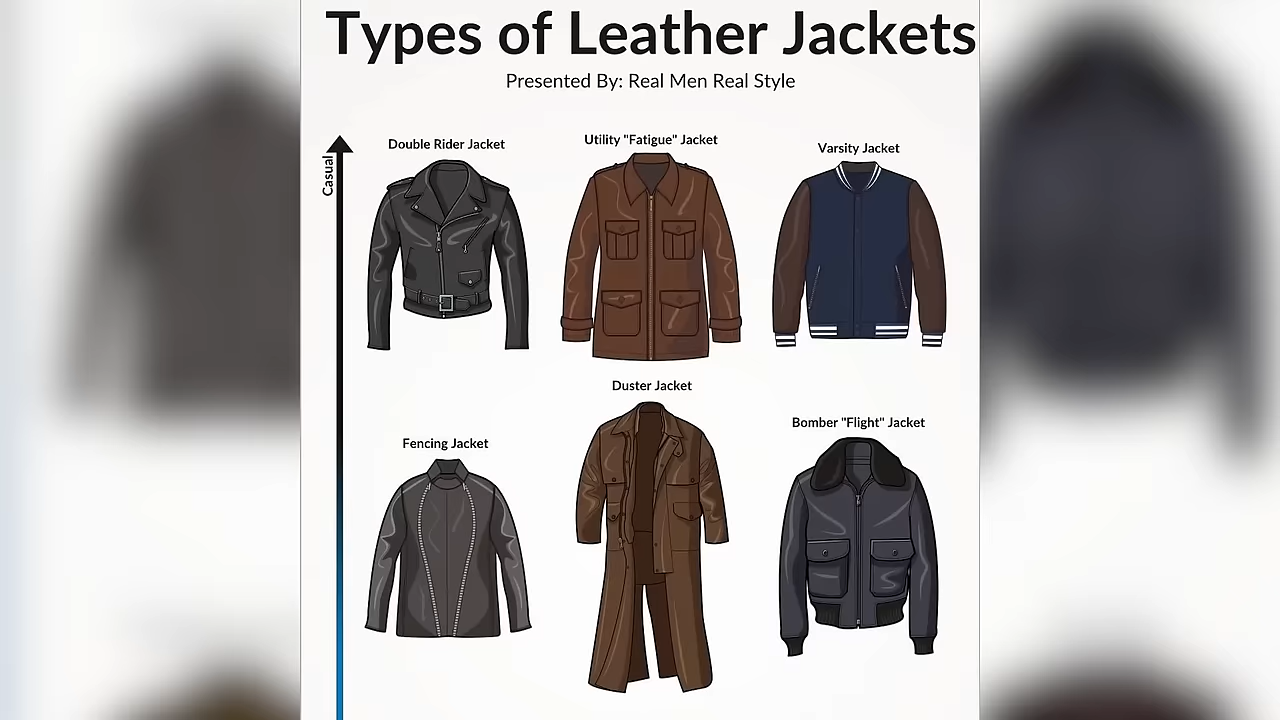 Types of Leather Jackets
Presented By: Real Men Real Style
Casual
Double Rider Jacket
Utility "Fatigue" Jacket
Varsity Jacket
Fencing Jacket
Duster Jacket
Bomber "Flight" Jacket